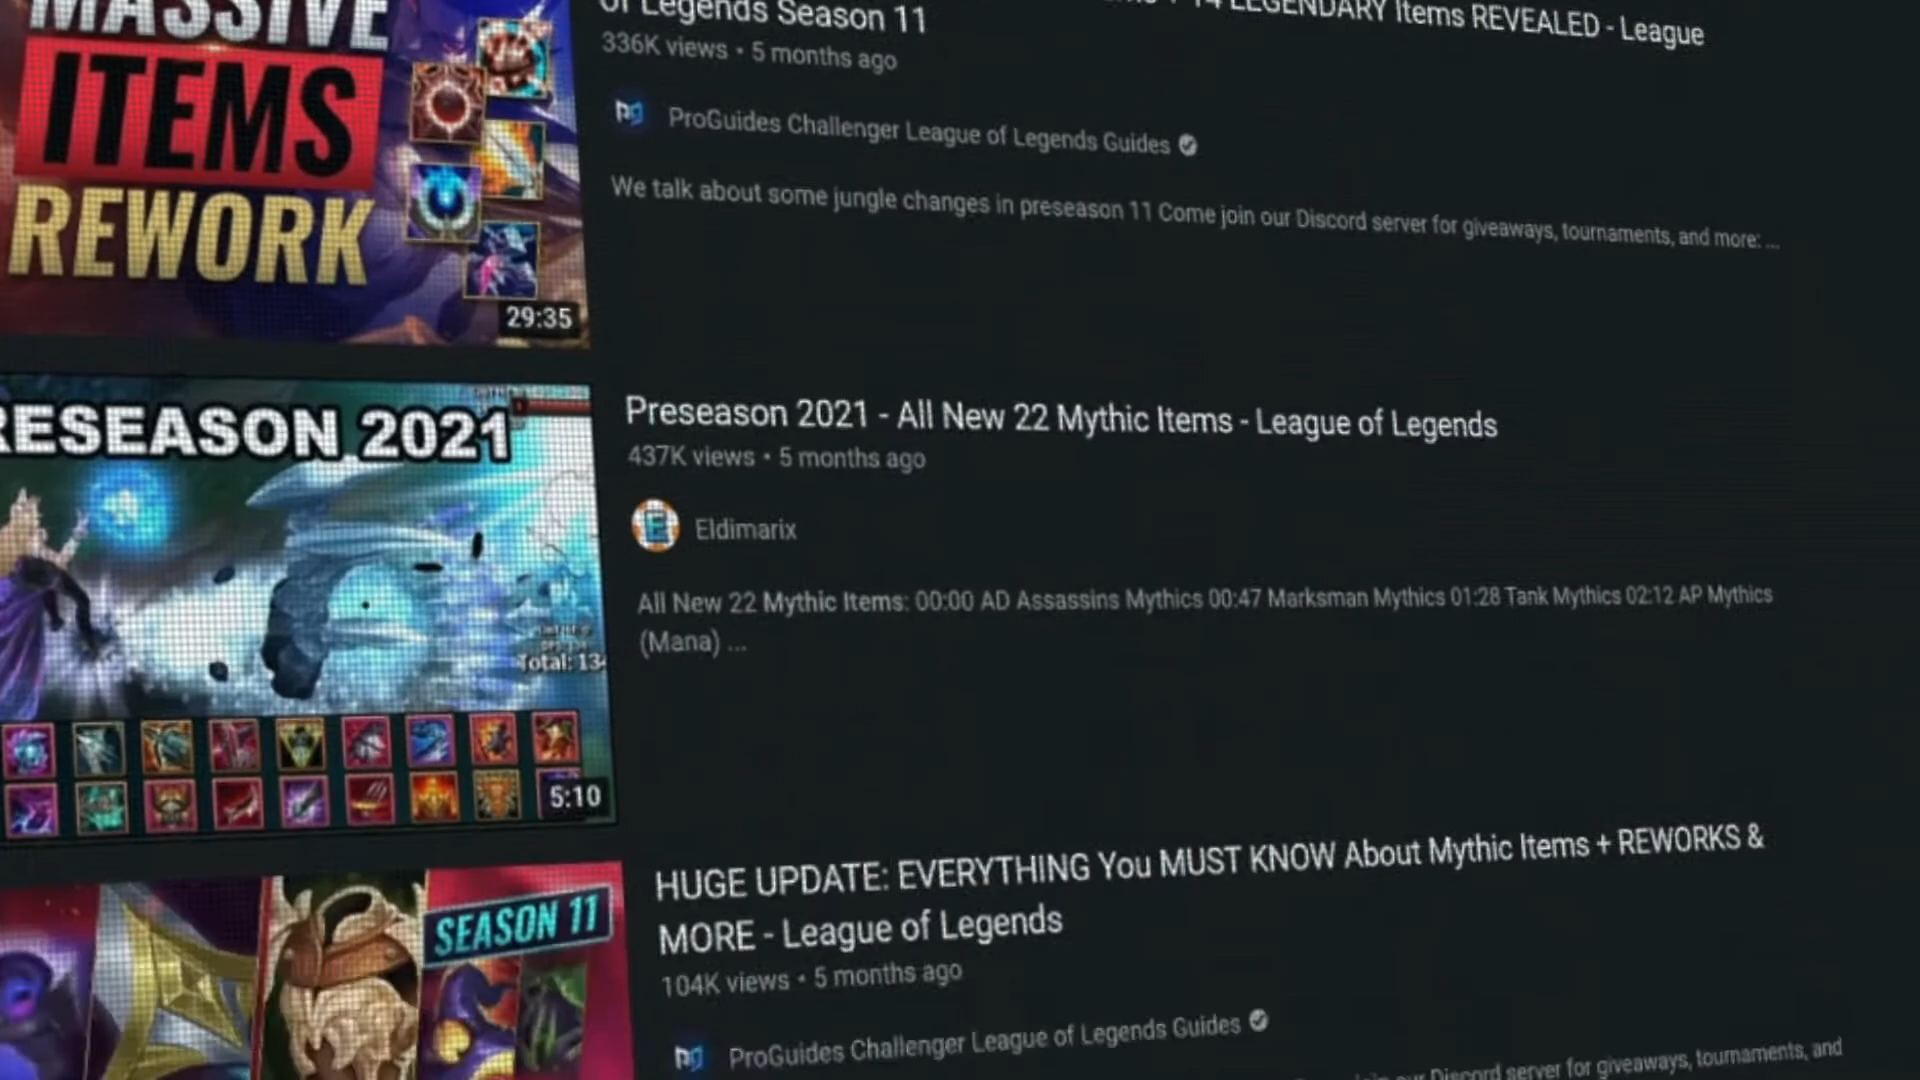 MASSIVE
ITEMS
REWORK
29:35
14 LEGENDARY Items REVEALED - League
of Legends Season 11
336K views • 5 months ago
ProGuides Challenger League of Legends Guides
We talk about some jungle changes in preseason 11 Come join our Discord server for giveaways, tournaments, and more: ...
RESEASON 2021
Total: 134
5:10
Preseason 2021 - All New 22 Mythic Items - League of Legends
437K views • 5 months ago
E
Eldimarix
All New 22 Mythic Items: 00:00 AD Assassins Mythics 00:47 Marksman Mythics 01:28 Tank Mythics 02:12 AP Mythics
(Mana) ...
SEASON 11
HUGE UPDATE: EVERYTHING You MUST KNOW About Mythic Items + REWORKS &
MORE - League of Legends
104K views • 5 months ago
pg ProGuides Challenger League of Legends Guides
our Discord server for giveaways, tournaments, and